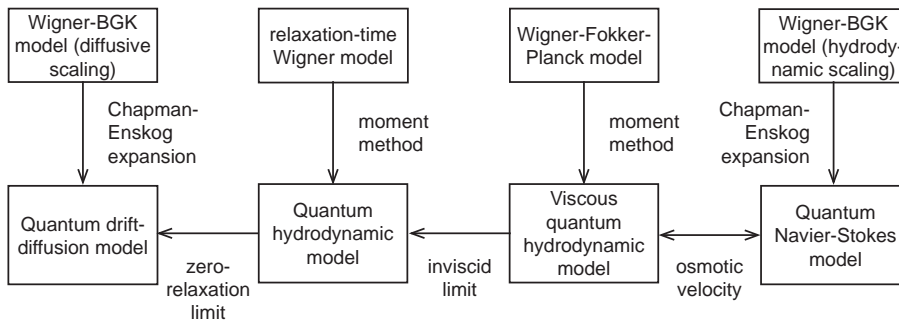 Wigner-BGK
model (diffusive
scaling)
relaxation-time
Wigner model
Wigner-Fokker-
Planck model
Wigner-BGK
model (hydrody-
namic scaling)
Chapman-
Enskog
expansion
moment
method
moment
method
Chapman-
Enskog
expansion
Quantum drift-
diffusion model
Quantum
hydrodynamic
model
Viscous
quantum
hydrodynamic
model
Quantum
Navier-Stokes
model
zero-
relaxation
limit
inviscid
limit
osmotic
velocity